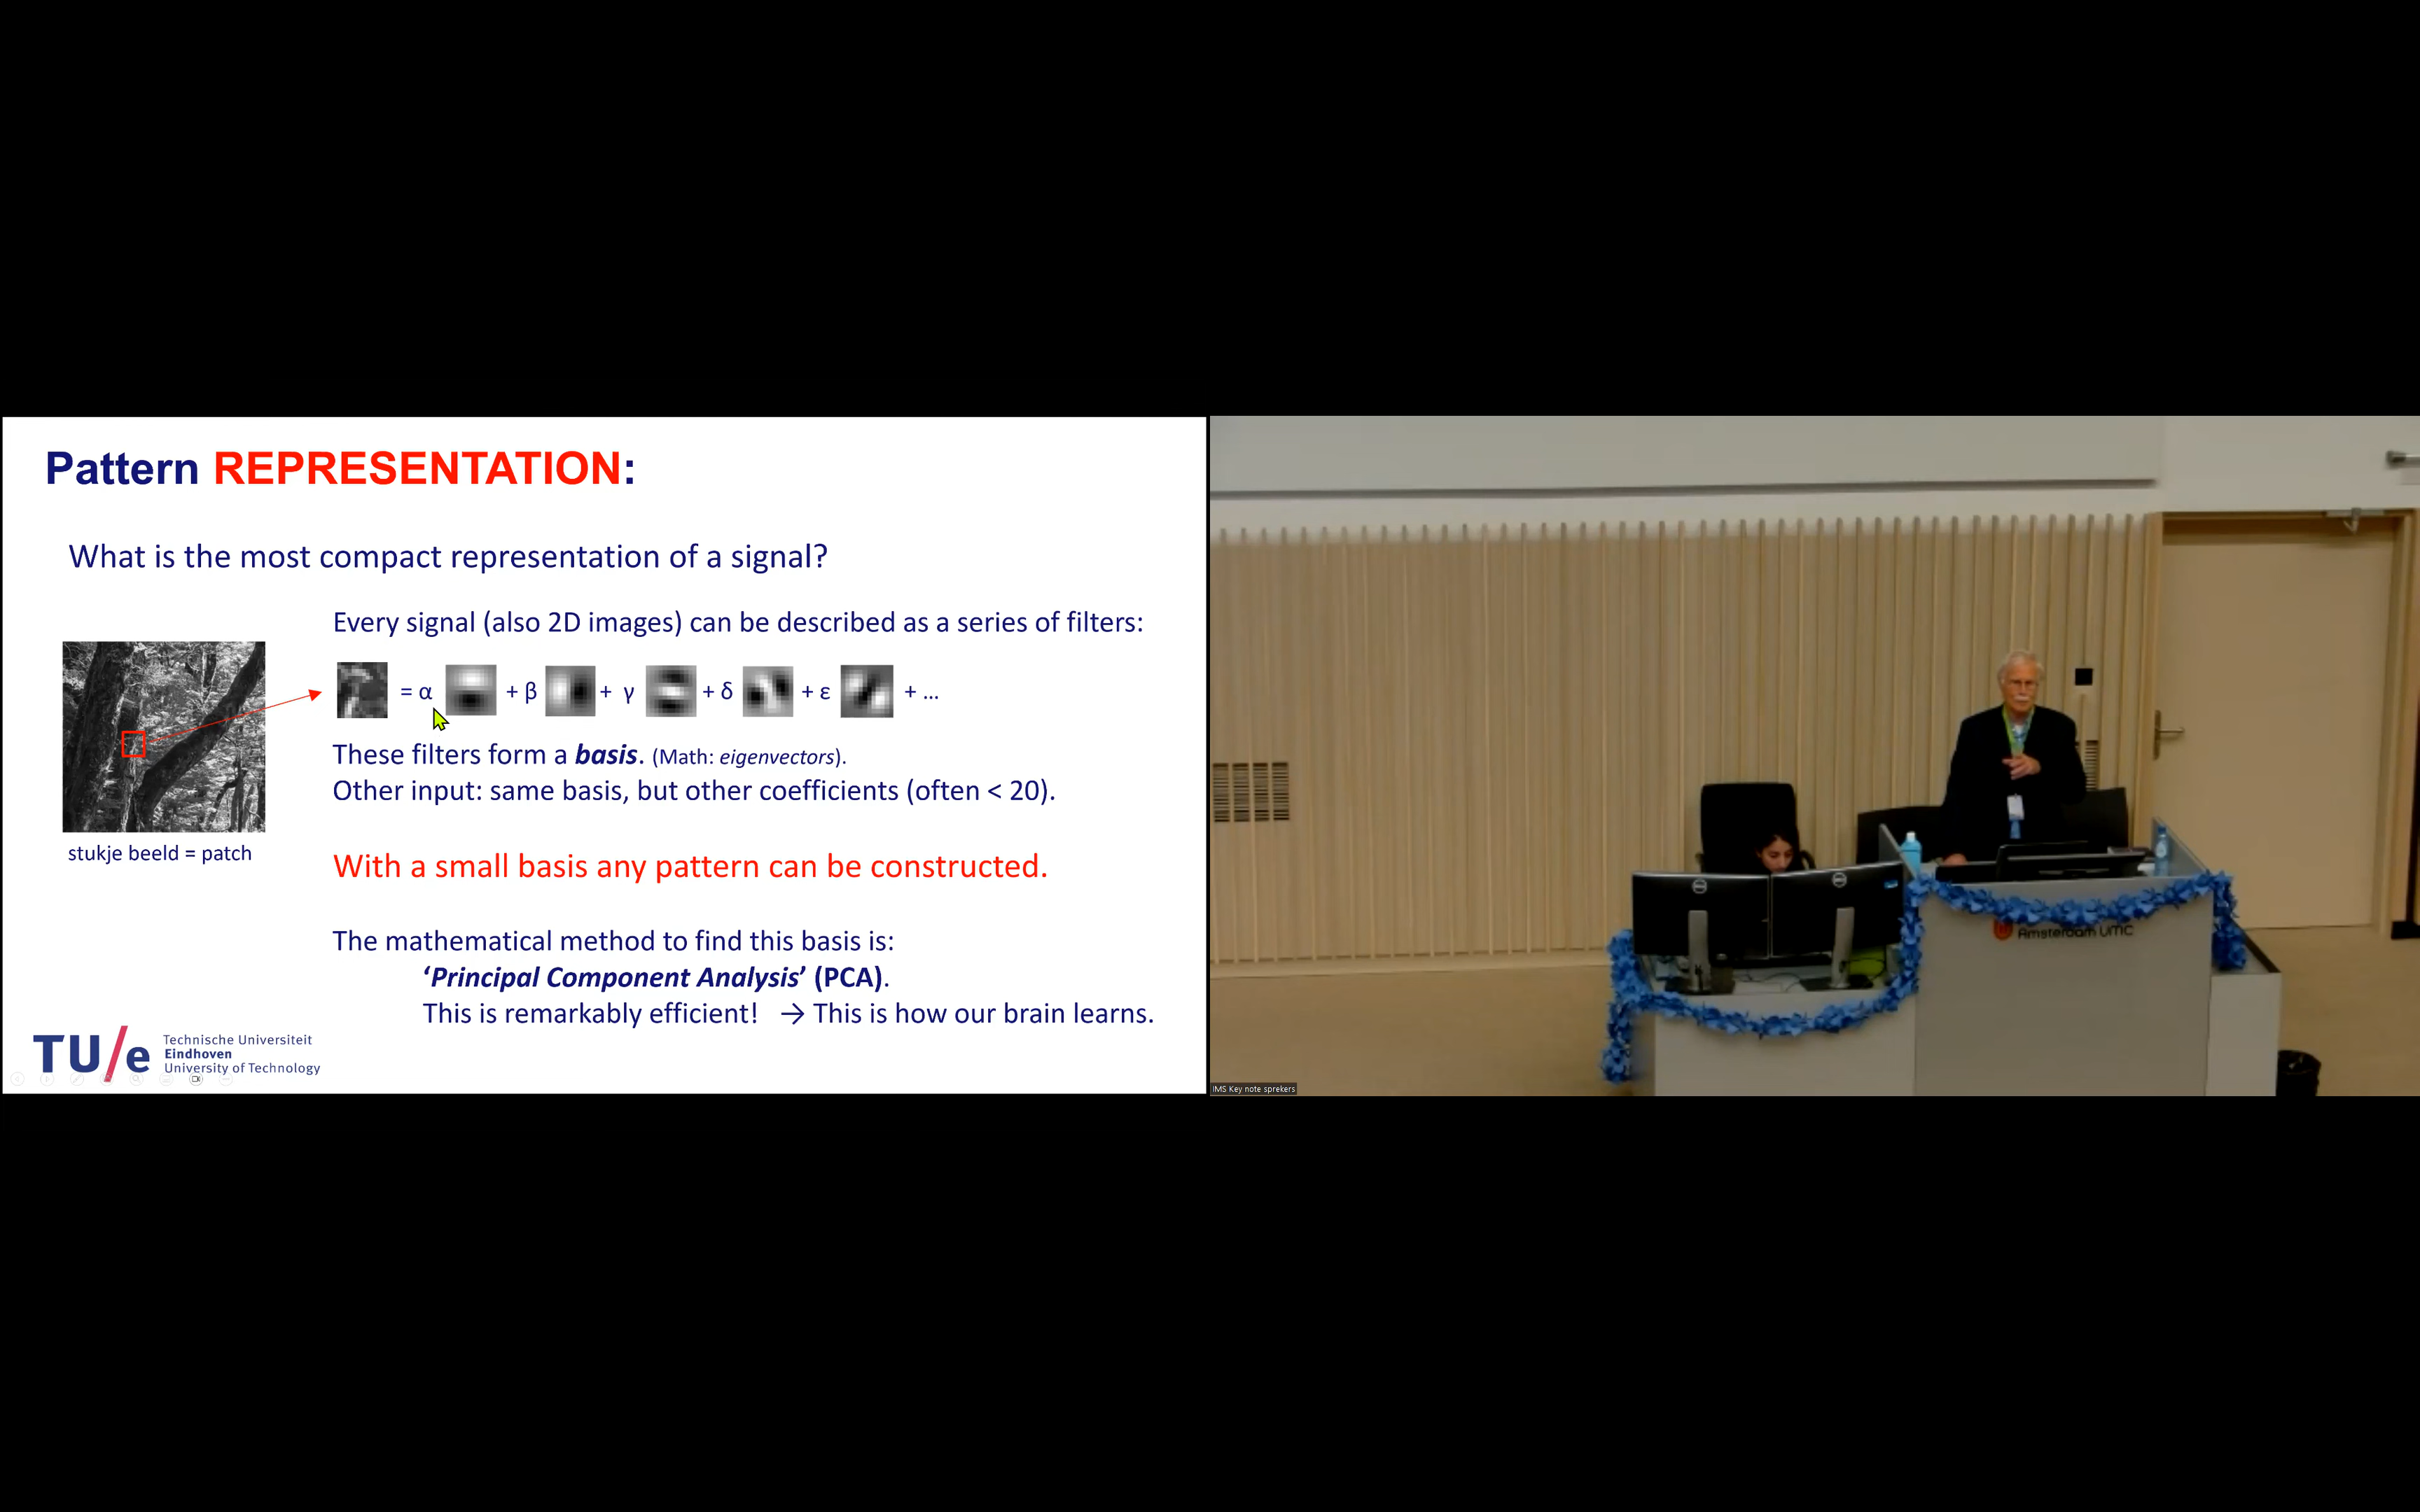 Pattern REPRESENTATION:
What is the most compact representation of a signal?
Every signal (also 2D images) can be described as a series of filters:
= α + β + γ + δ + ε + ...
These filters form a basis. (Math: eigenvectors).
Other input: same basis, but other coefficients (often < 20).
stukje beeld = patch
With a small basis any pattern can be constructed.
The mathematical method to find this basis is:
‘Principal Component Analysis’ (PCA).
This is remarkably efficient! → This is how our brain learns.
TU/e Technische Universiteit
Eindhoven
University of Technology
Amsterdam UMC
IMS Key note sprekers